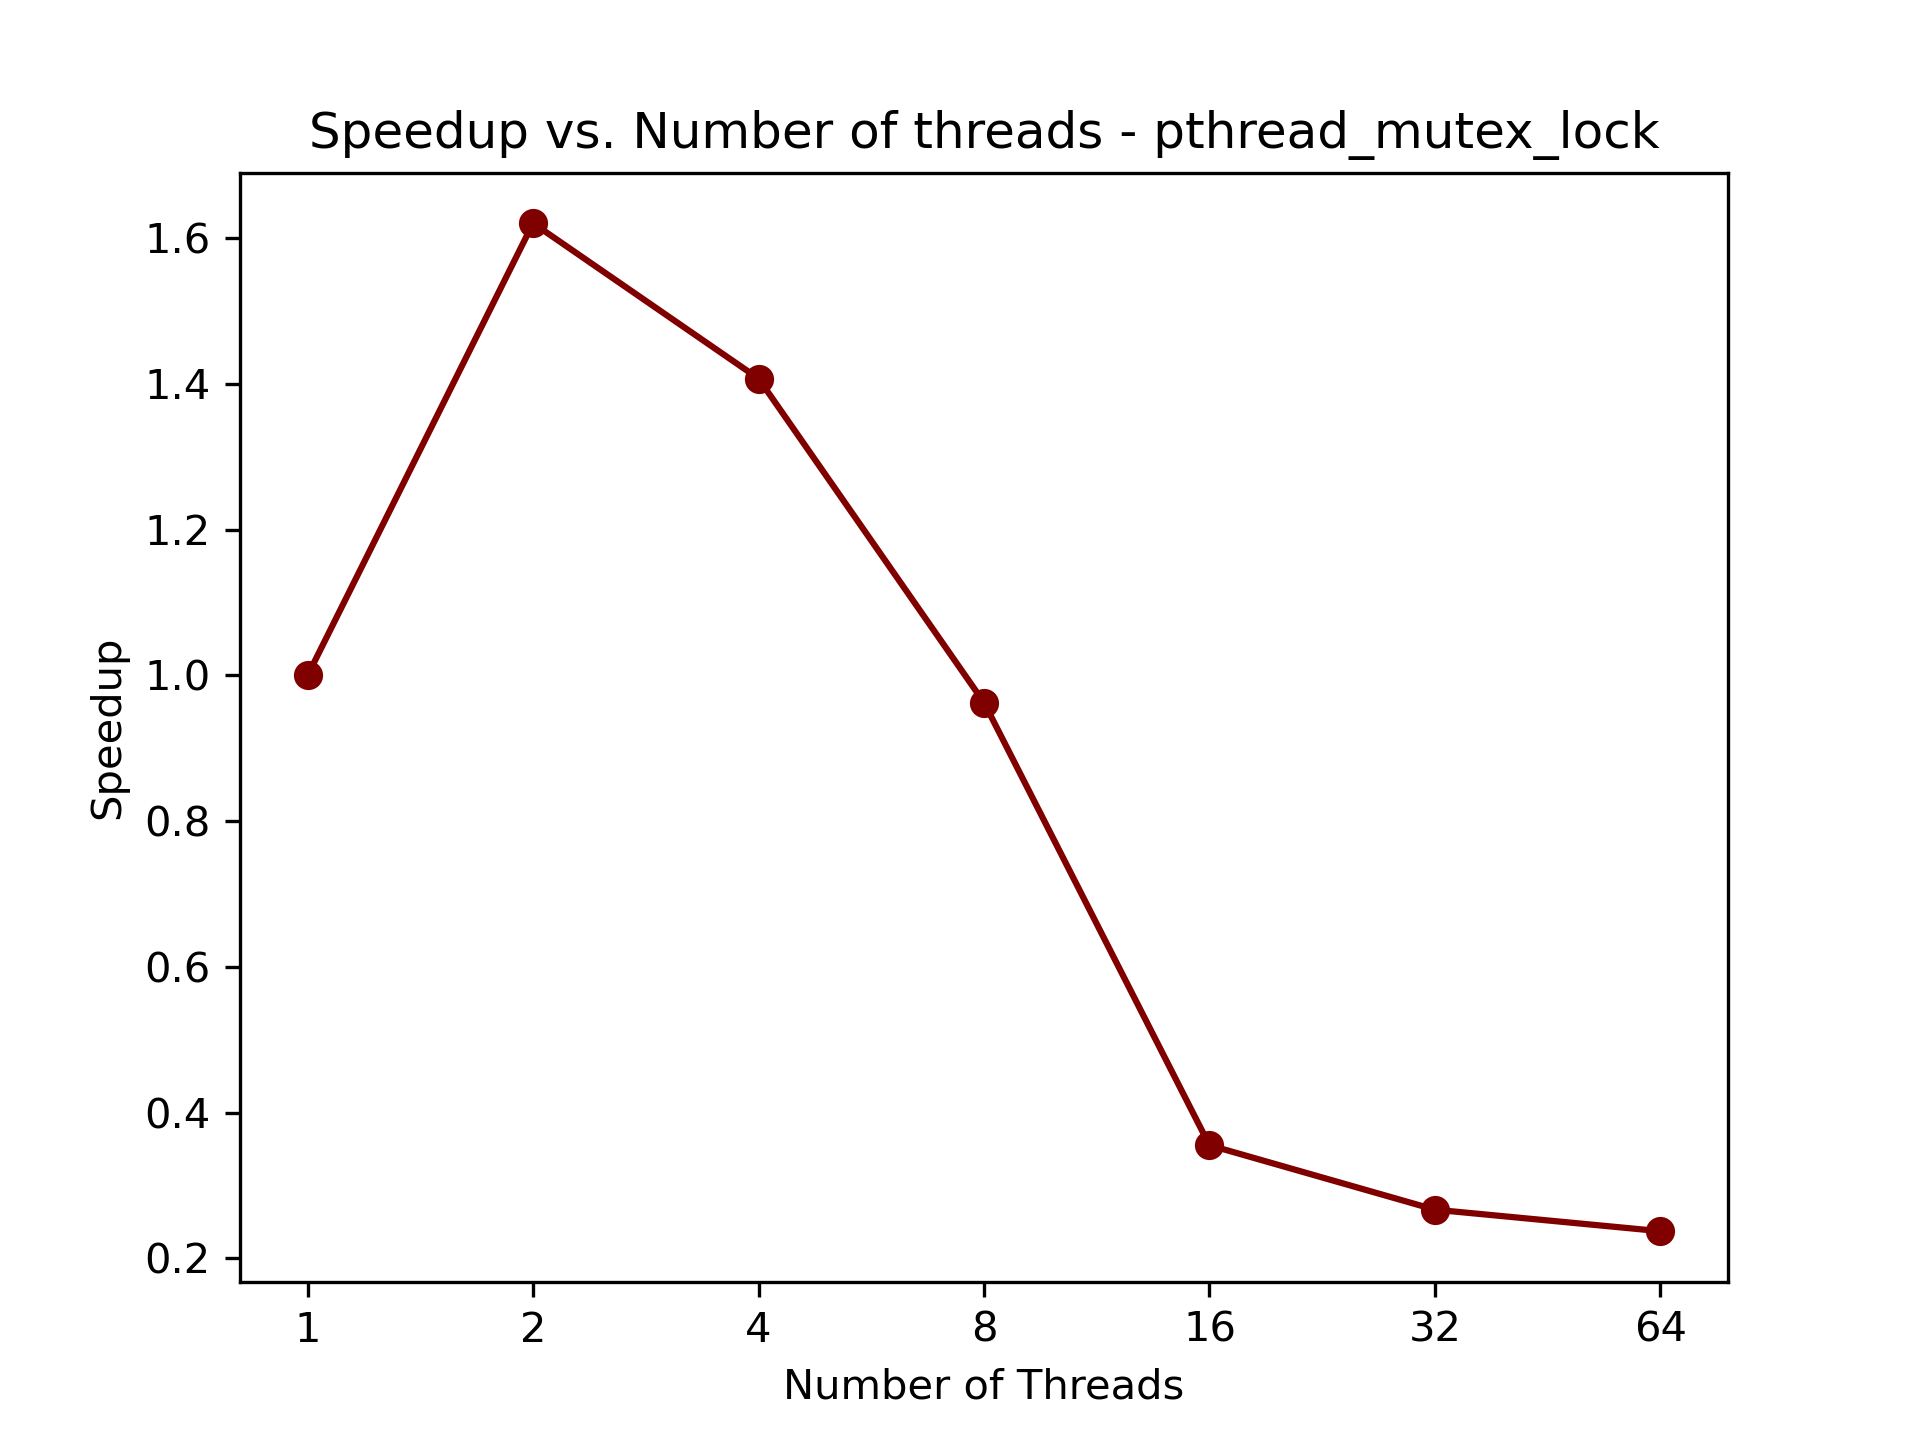 Speedup vs. Number of threads - pthread_mutex_lock
1.6
1.4
1.2
1.0
0.8
0.6
0.4
0.2
Speedup
1 2 4 8 16 32 64
Number of Threads